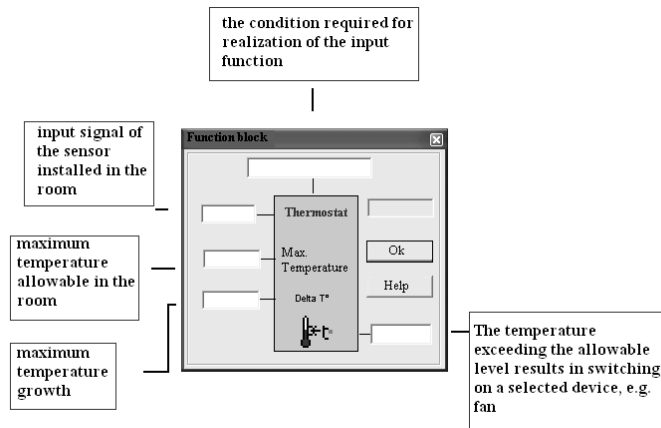 the condition required for
realization of the input
function
input signal of
the sensor
installed in the
room
Function block
Thermostat
maximum
temperature
allowable in the
room
Max.
Temperature
Ok
Delta T°
Help
maximum
temperature
growth
t°
The temperature
exceeding the allowable
level results in switching
on a selected device, e.g.
fan